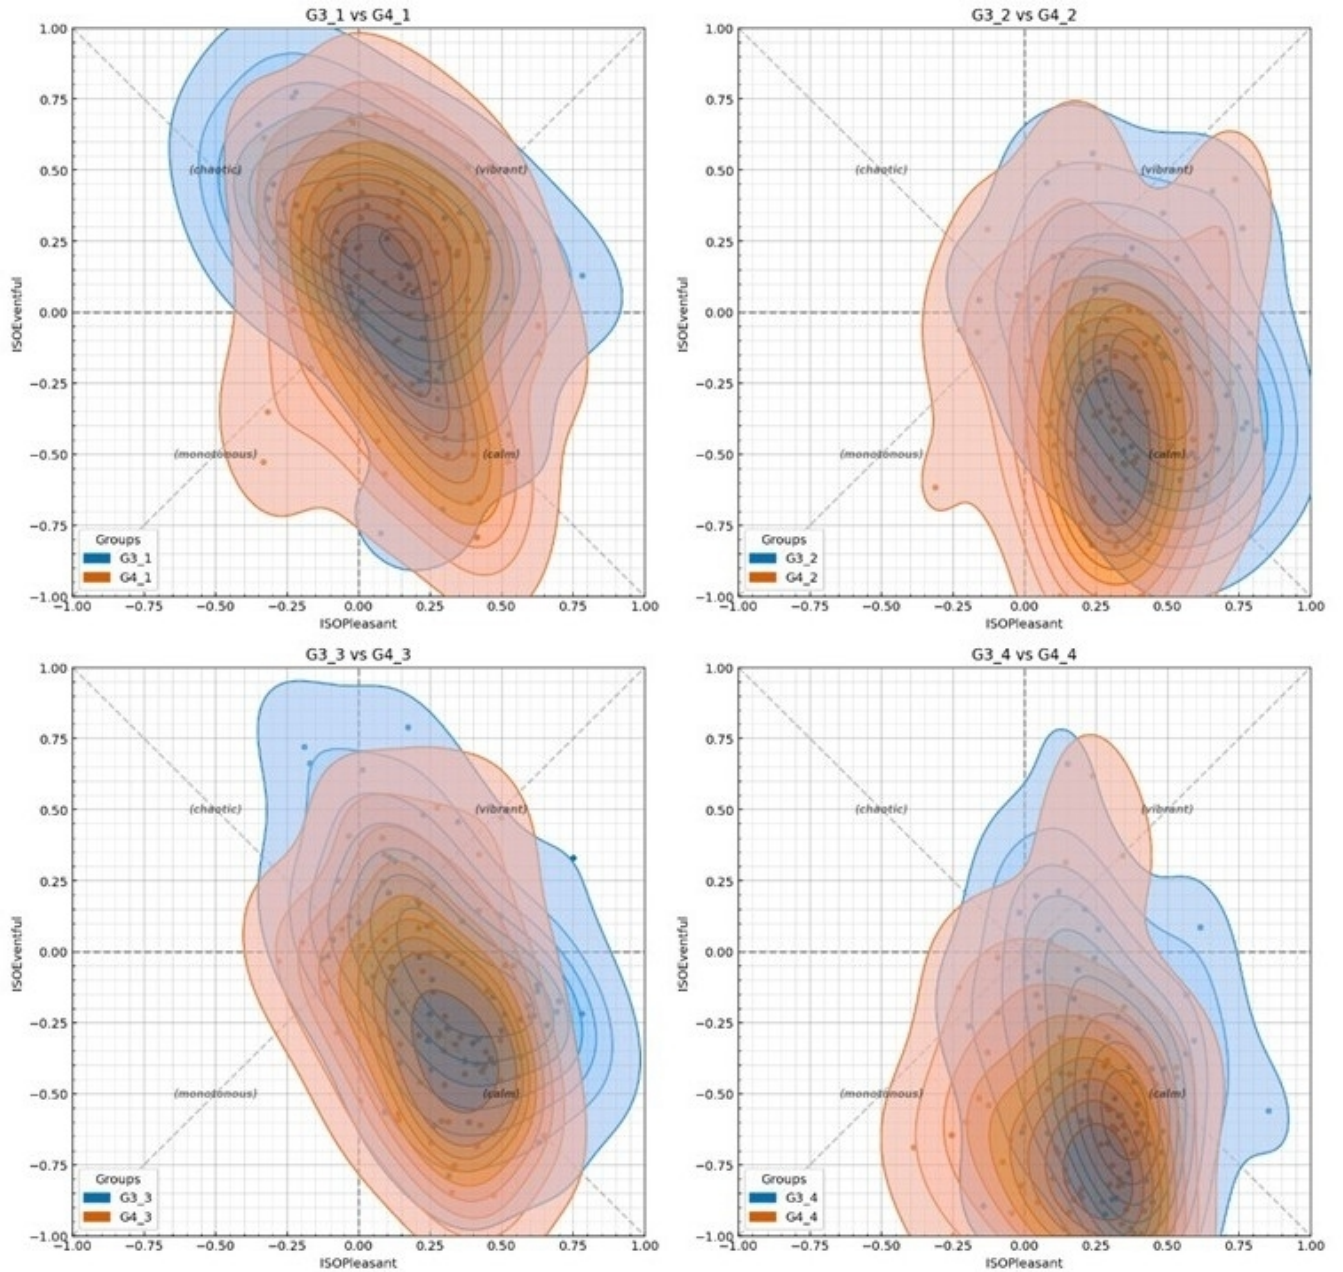 G3_1 vs G4_1
1.00
0.75
0.50
0.25
0.00
−0.25
−0.50
−0.75
−1.00
ISOEventful
(chaotic)
(vibrant)
(monotonous)
(calm)
Groups
G3_1
G4_1
−1.00 −0.75 −0.50 −0.25 0.00 0.25 0.50 0.75 1.00
ISOPleasant
G3_2 vs G4_2
1.00
0.75
0.50
0.25
0.00
−0.25
−0.50
−0.75
−1.00
ISOEventful
(chaotic)
(vibrant)
(monotonous)
(calm)
Groups
G3_2
G4_2
−1.00 −0.75 −0.50 −0.25 0.00 0.25 0.50 0.75 1.00
ISOPleasant
G3_3 vs G4_3
1.00
0.75
0.50
0.25
0.00
−0.25
−0.50
−0.75
−1.00
ISOEventful
(chaotic)
(vibrant)
(monotonous)
(calm)
Groups
G3_3
G4_3
−1.00 −0.75 −0.50 −0.25 0.00 0.25 0.50 0.75 1.00
ISOPleasant
G3_4 vs G4_4
1.00
0.75
0.50
0.25
0.00
−0.25
−0.50
−0.75
−1.00
ISOEventful
(chaotic)
(vibrant)
(monotonous)
(calm)
Groups
G3_4
G4_4
−1.00 −0.75 −0.50 −0.25 0.00 0.25 0.50 0.75 1.00
ISOPleasant